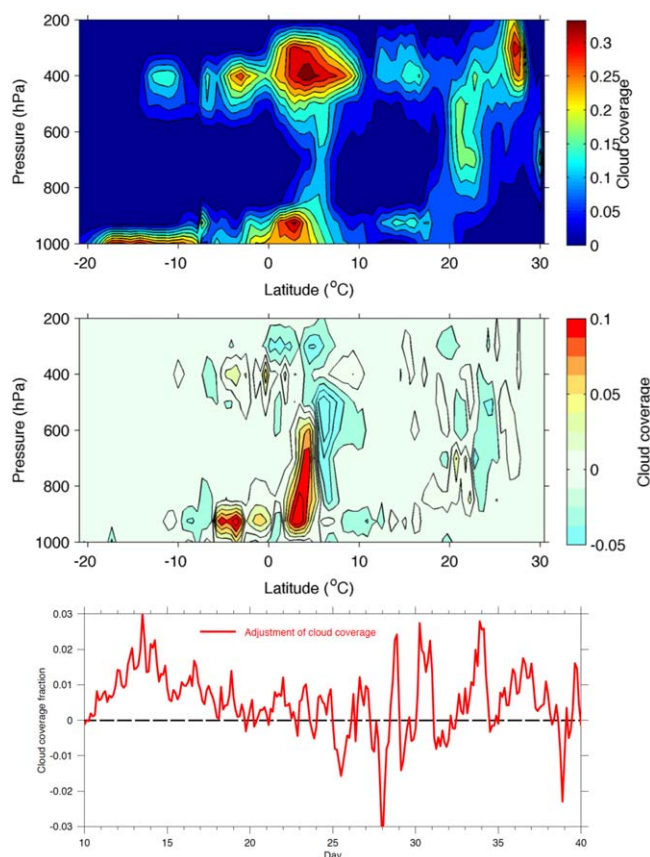 200
400
600
800
1000
Pressure (hPa)
-20 -10 0 10 20 30
Latitude (°C)
0.3
0.25
0.2
0.15
0.1
0.05
0
Cloud coverage
200
400
600
800
1000
Pressure (hPa)
-20 -10 0 10 20 30
Latitude (°C)
0.1
0.05
0
-0.05
Cloud coverage
0.03
0.02
0.01
0
-0.01
-0.02
-0.03
Cloud coverage fraction
Adjustment of cloud coverage
10 15 20 25 30 35 40
Day